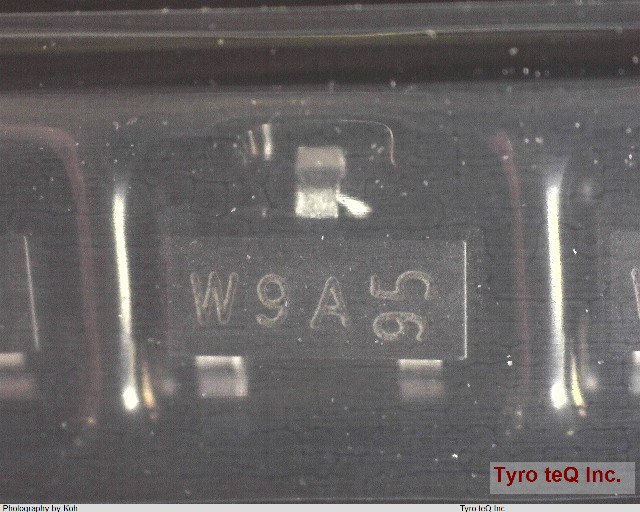 W9A 95
Tyro teQ Inc.
Photography by Koh
Tyro teQ Inc